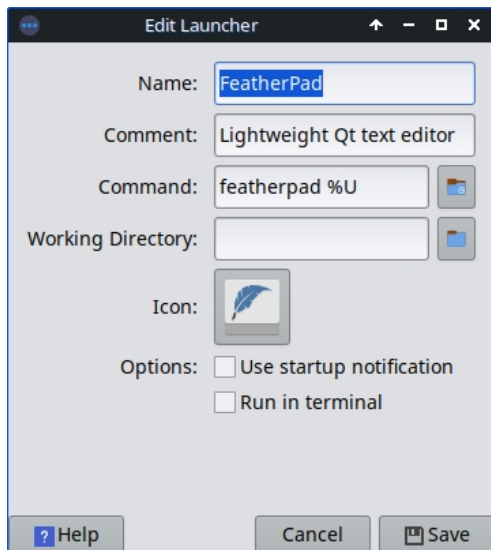 Edit Launcher
Name: FeatherPad
Comment: Lightweight Qt text editor
Command: featherpad %U
Working Directory:
Icon:
Options: Use startup notification
Run in terminal
? Help Cancel Save